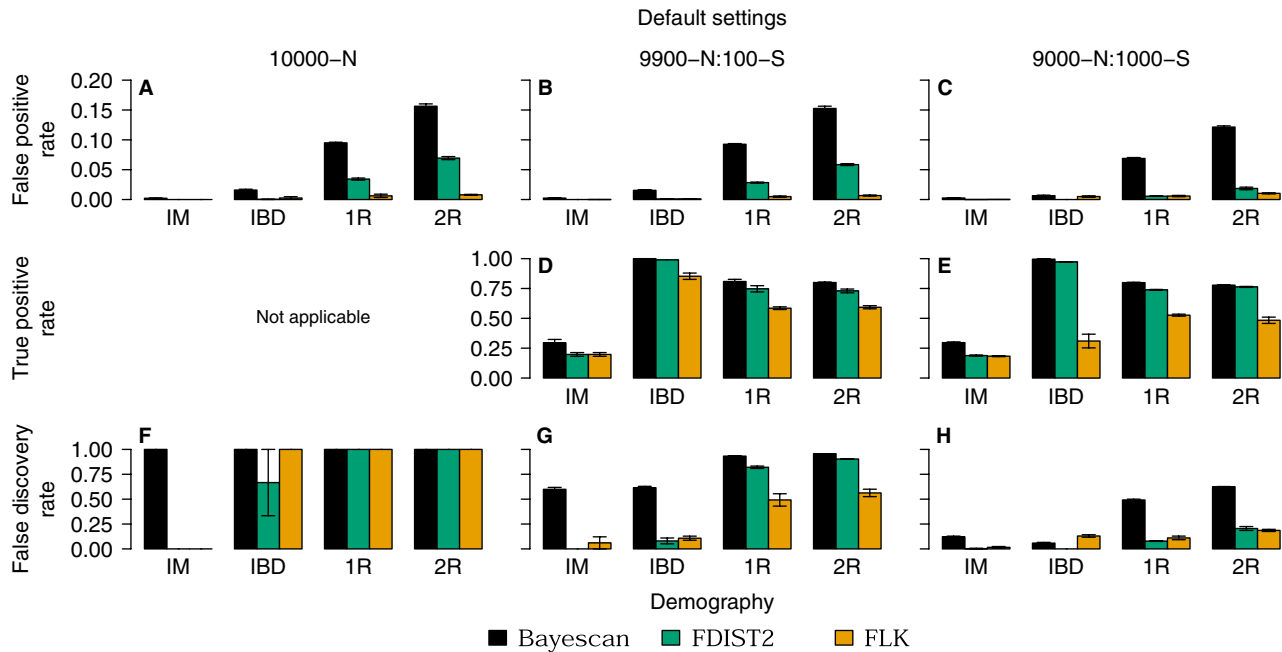 Default settings
10000–N
9900–N:100–S
9000–N:1000–S
False positive
rate
0.20
0.15
0.10
0.05
0.00
A
IM
IBD
1R
2R
B
IM
IBD
1R
2R
C
IM
IBD
1R
2R
True positive
rate
Not applicable
1.00
0.75
0.50
0.25
0.00
D
IM
IBD
1R
2R
E
IM
IBD
1R
2R
False discovery
rate
1.00
0.75
0.50
0.25
0.00
F
IM
IBD
1R
2R
G
IM
IBD
1R
2R
H
IM
IBD
1R
2R
Demography
Bayescan
FDIST2
FLK